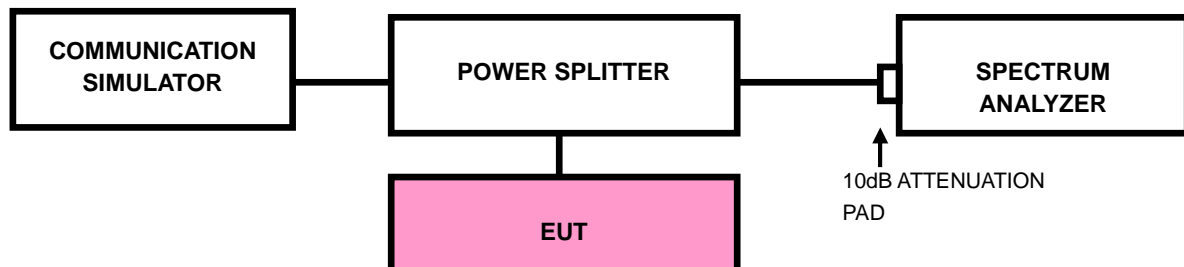 COMMUNICATION
SIMULATOR
POWER SPLITTER
SPECTRUM
ANALYZER
10dB ATTENUATION
PAD
EUT